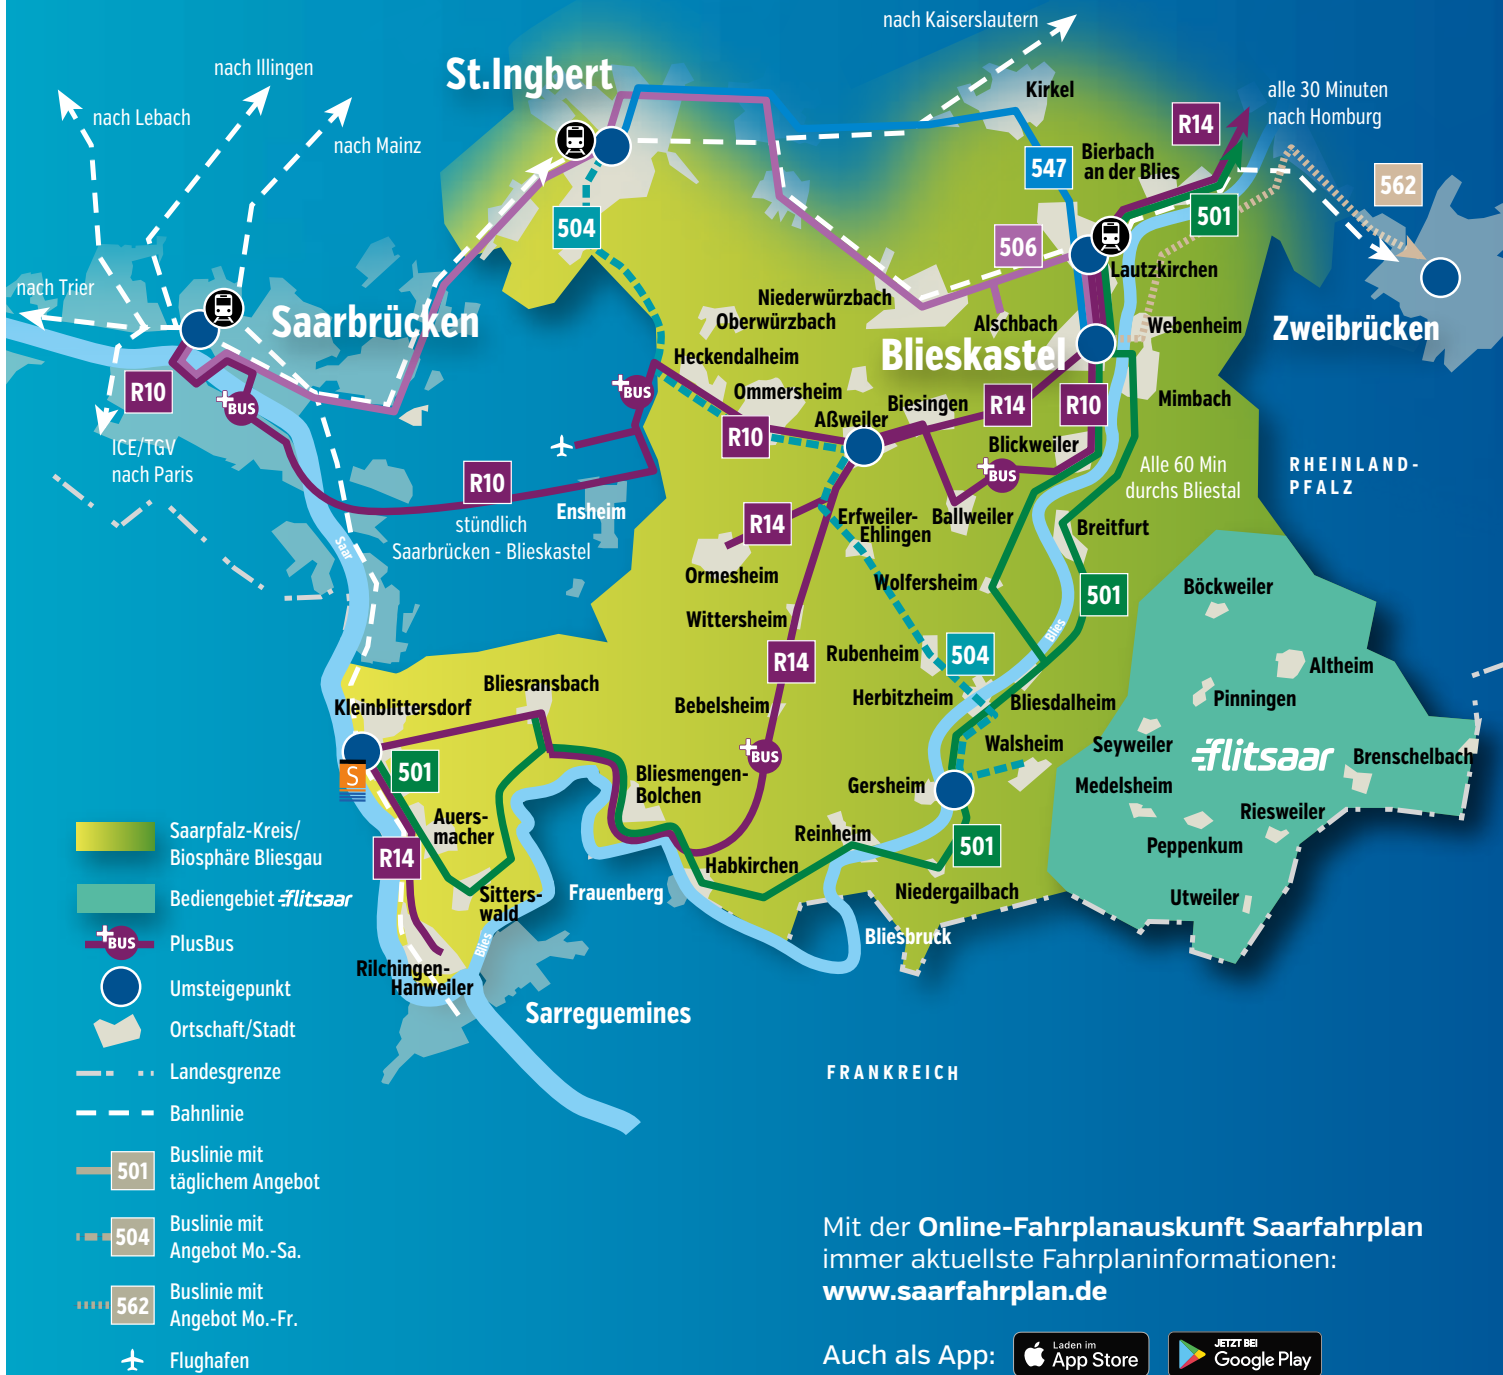 nach Kaiserslautern
St.Ingbert
nach Illingen
Kirkel
alle 30 Minuten
nach Homburg
nach Lebach
R14
nach Mainz
Bierbach
an der Blies
547
562
504
501
506
Lautzkirchen
nach Trier
Niederwürzbach
Oberwürzbach
Alschbach
Webenheim
Saarbrücken
Zweibrücken
Blieskastel
Heckendalheim
R10
+BUS
+BUS
Ommersheim
Biesingen
R14
R10
Mimbach
Aßweiler
ICE/TGV
nach Paris
R10
Blickweiler
+BUS
Alle 60 Min
durchs Bliestal
RHEINLAND-
PFALZ
R10
stündlich
Saarbrücken - Blieskastel
Ensheim
Saar
R14
Erfweiler-
Ehlingen
Ballweiler
Breitfurt
Ormesheim
Wolfersheim
501
Böckweiler
Wittersheim
Blies
R14
Rubenheim
504
Altheim
Bliesransbach
Herbitzheim
Bliesdalheim
Pinningen
Kleinblittersdorf
Bebelsheim
Walsheim
Seyweiler
flitsaar
Brenschelbach
+BUS
S
501
Bliesmengen-
Bolchen
Gersheim
Medelsheim
Riesweiler
Auers-
macher
Reinheim
501
Peppenkum
R14
Habkirchen
Niedergailbach
Utweiler
Sitters-
wald
Frauenberg
Bliesbruck
Blies
Rilchingen-
Hanweiler
Sarreguemines
FRANKREICH
Saarpfalz-Kreis/
Biosphäre Bliesgau
Bediengebiet flitsaar
+BUS PlusBus
Umsteigepunkt
Ortschaft/Stadt
Landesgrenze
Bahnlinie
501 Buslinie mit
täglichem Angebot
504 Buslinie mit
Angebot Mo.-Sa.
562 Buslinie mit
Angebot Mo.-Fr.
Flughafen
Mit der Online-Fahrplanauskunft Saarfahrplan
immer aktuellste Fahrplaninformationen:
www.saarfahrplan.de
Auch als App:
Laden im
App Store
JETZT BEI
Google Play